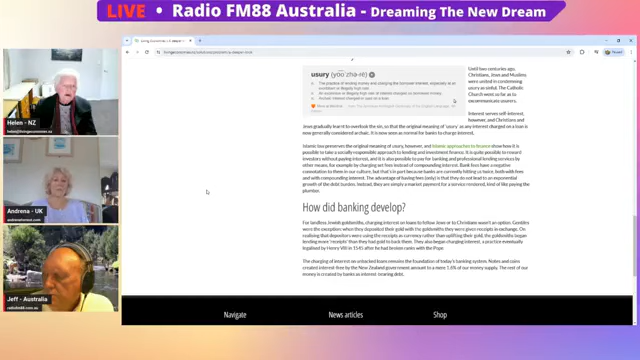 LIVE • Radio FM88 Australia - Dreaming The New Dream
Helen - NZ
helen@livingeconomies.nz
Andrena - UK
Jeff - Australia
radiofm88.com.au
usury (yoo͞′zhə-rē)
Until two centuries ago,
Christians, Jews and Muslims
were united in condemning
usury as sinful. The Catholic
Church went so far as to
excommunicate usurers.
Interest serves self-interest,
however, and Christians and
Jews gradually learnt to overlook the sin, so that the original meaning of 'usury' as any interest charged on a loan is
now generally considered archaic. It is now seen as normal for banks to charge interest.
Islamic law preserves the original meaning of usury, however, and Islamic approaches to finance show how it is
possible to take a socially responsible approach to lending and investment finance. It is quite possible to reward
investors without paying interest, and it is also possible to pay for banking and professional lending services by
other means, for example by charging set fees instead of compounding interest. Bank fees have a negative
connotation to them in our culture, but that's in part because banks are currently hitting us twice, both with fees
and with compounding interest. The advantage of having fees (only) is that they do not lead to an exponential
growth of the debt burden. Instead, they are simply a market payment for a service rendered, kind of like paying the
plumber.
How did banking develop?
For landless Jewish goldsmiths, charging interest on loans to fellow Jews or to Christians wasn't an option. Gentiles
were the exception: when they deposited their gold with the goldsmiths they were given receipts in exchange. On
realising that depositors were using the receipts as currency rather than uplifting their gold, the goldsmiths began
lending more 'receipts' than they had gold to back them. They also began charging interest, a practice eventually
legalised by Henry VIII in 1545 after he had broken ranks with the Pope.
The charging of interest on unbacked loans remains the foundation of today's banking system. Notes and coins
created interest-free by the New Zealand government amount to a mere 1.6% of our money supply. The rest of our
money is created by banks as interest-bearing debt.
Navigate
News articles
Shop